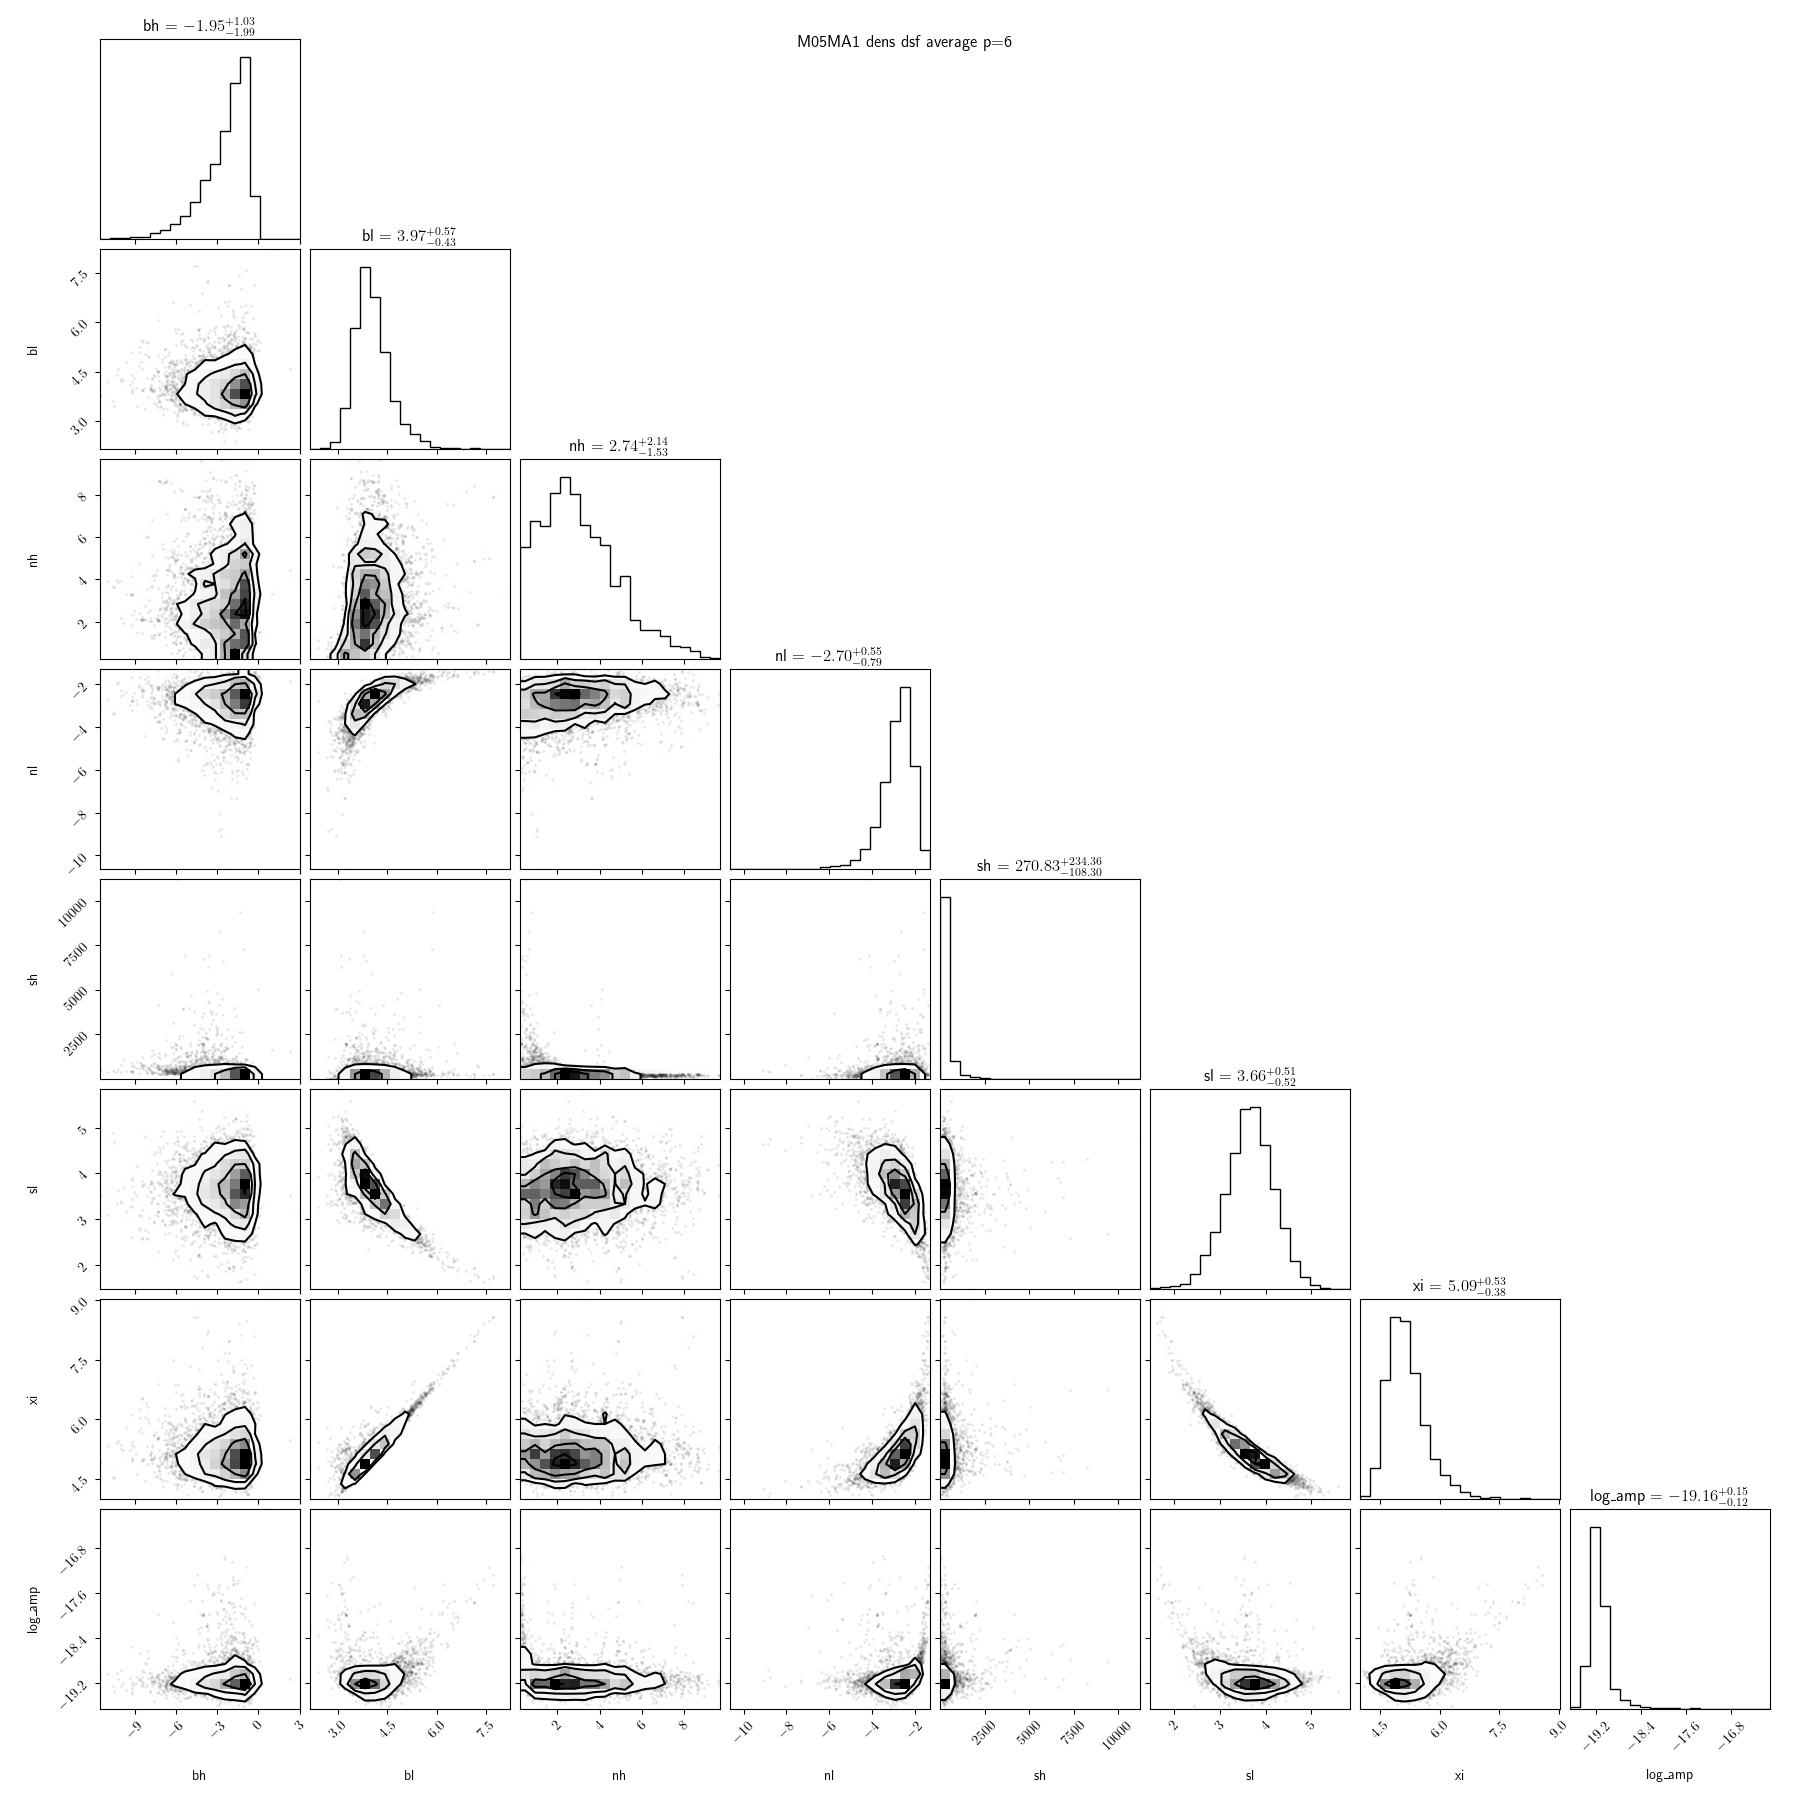 bh = −1.95+1.03 −1.99
M05MA1 dens dsf average p=6
bl = 3.97+0.57 −0.43
7.5
6.0
4.5
3.0
bl
nh = 2.74+2.14 −1.53
8
6
4
2
nh
nl = −2.70+0.55 −0.79
−2
−4
−6
−8
−10
nl
sh = 270.83+234.36 −108.30
10000
7500
5000
2500
sh
sl = 3.66+0.51 −0.52
5
4
3
2
sl
xi = 5.09+0.53 −0.38
9.0
7.5
6.0
4.5
xi
log_amp = −19.16+0.15 −0.12
−16.8
−17.6
−18.4
−19.2
log_amp
−9 −6 −3 0 3 3.0 4.5 6.0 7.5 2 4 6 8 −10 −8 −6 −4 −2 2500 5000 7500 10000 2 3 4 5 4.5 6.0 7.5 9.0 −19.2 −18.4 −17.6 −16.8
bh bl nh nl sh sl xi log_amp